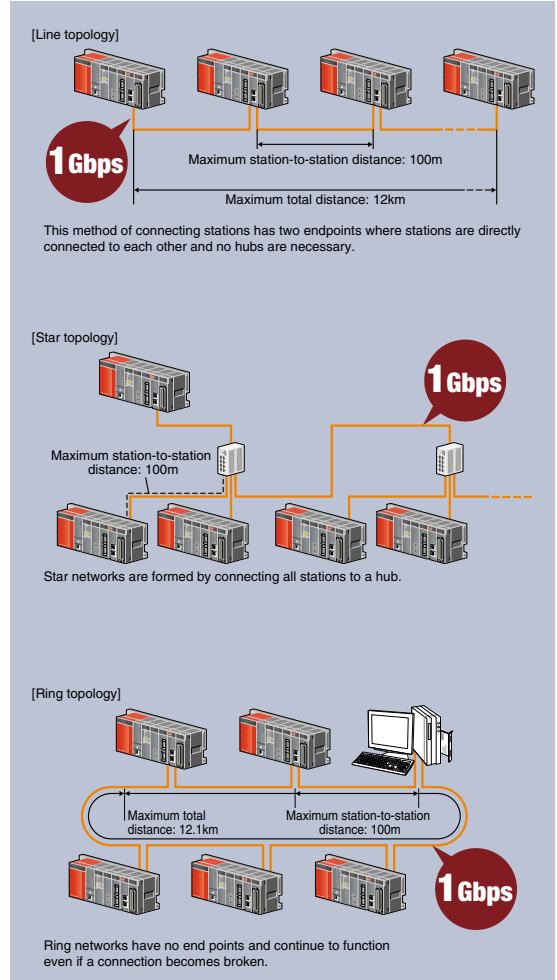 [Line topology]
1 Gbps
Maximum station-to-station distance: 100m
Maximum total distance: 12km
This method of connecting stations has two endpoints where stations are directly
connected to each other and no hubs are necessary.
[Star topology]
1 Gbps
Maximum station-to-station
distance: 100m
Star networks are formed by connecting all stations to a hub.
[Ring topology]
Maximum total
distance: 12.1km
Maximum station-to-station
distance: 100m
1 Gbps
Ring networks have no end points and continue to function
even if a connection becomes broken.